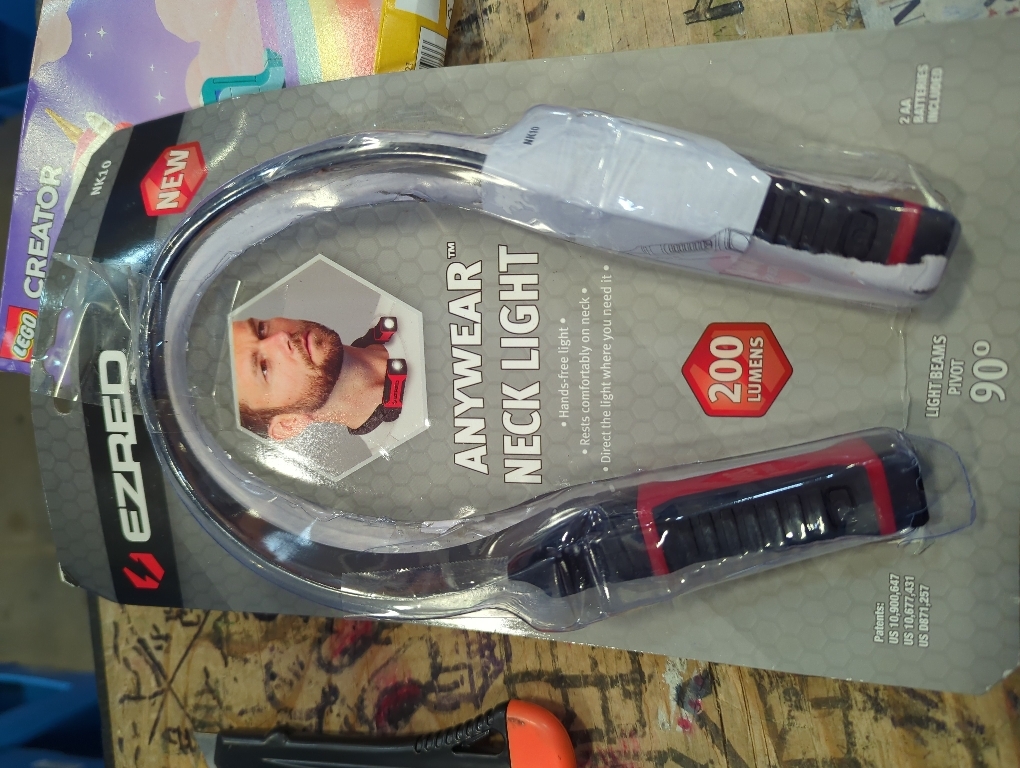 LEGO
CREATOR
NK10
NEW
EZRED
NK10
ANYWEAR™
NECK LIGHT
• Hands-free light •
• Rests comfortably on neck •
• Direct the light where you need it •
200
LUMENS
2 AA
BATTERIES
INCLUDED
LIGHT BEAMS
PIVOT
90°
Patents:
US 10,900,647
US 10,677,431
US D871,257